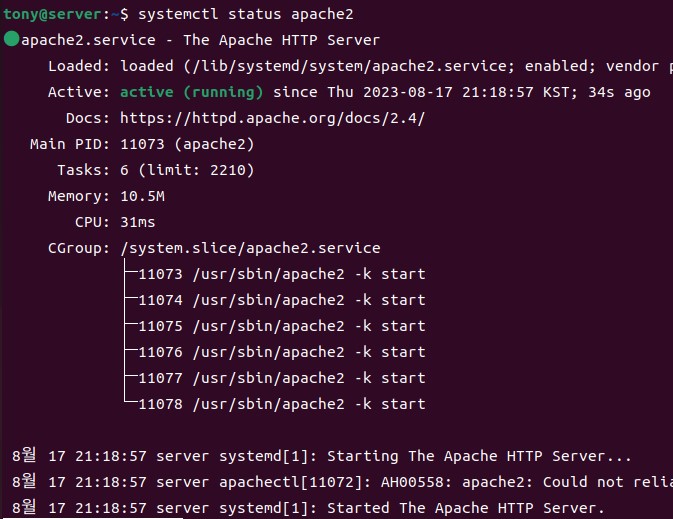 tony@server:~$ systemctl status apache2
apache2.service - The Apache HTTP Server
Loaded: loaded (/lib/systemd/system/apache2.service; enabled; vendor
Active: active (running) since Thu 2023-08-17 21:18:57 KST; 34s ago
Docs: https://httpd.apache.org/docs/2.4/
Main PID: 11073 (apache2)
Tasks: 6 (limit: 2210)
Memory: 10.5M
CPU: 31ms
CGroup: /system.slice/apache2.service
11073 /usr/sbin/apache2 -k start
11074 /usr/sbin/apache2 -k start
11075 /usr/sbin/apache2 -k start
11076 /usr/sbin/apache2 -k start
11077 /usr/sbin/apache2 -k start
11078 /usr/sbin/apache2 -k start
8월 17 21:18:57 server systemd[1]: Starting The Apache HTTP Server...
8월 17 21:18:57 server apachectl[11072]: AH00558: apache2: Could not
8월 17 21:18:57 server systemd[1]: Started The Apache HTTP Server.